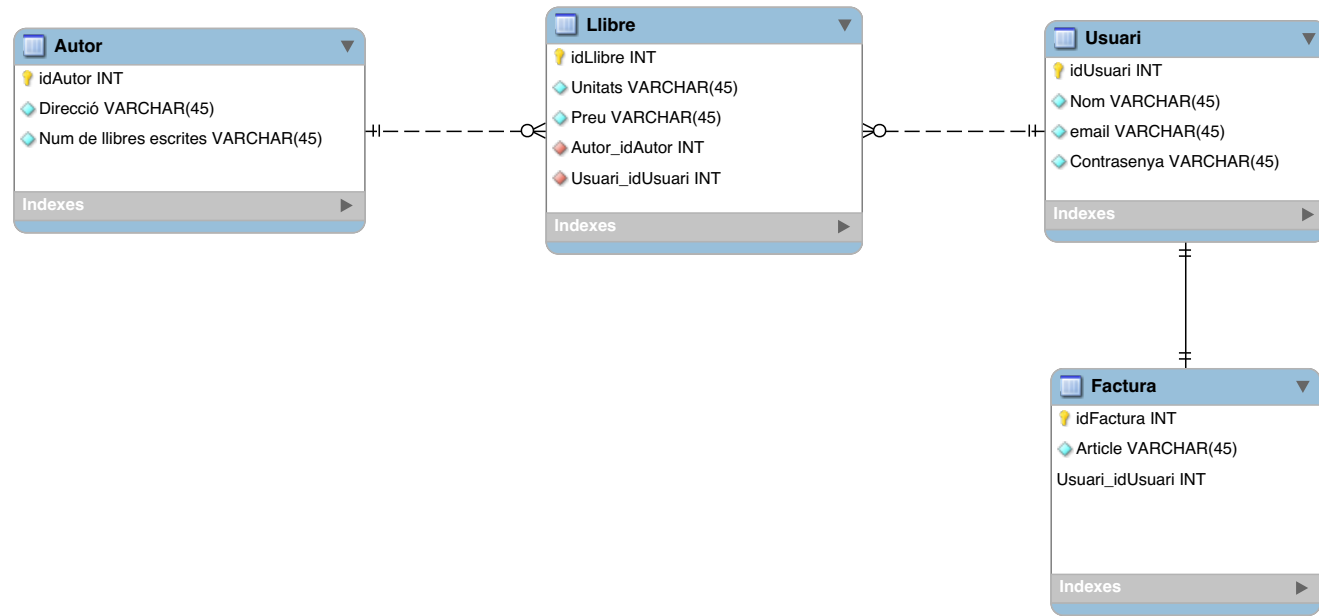 Autor
idAutor INT
Direcció VARCHAR(45)
Num de llibres escrites VARCHAR(45)
Indexes
Llibre
idLlibre INT
Unitats VARCHAR(45)
Preu VARCHAR(45)
Autor_idAutor INT
Usuari_idUsuari INT
Indexes
Usuari
idUsuari INT
Nom VARCHAR(45)
email VARCHAR(45)
Contrasenya VARCHAR(45)
Indexes
Factura
idFactura INT
Article VARCHAR(45)
Usuari_idUsuari INT
Indexes